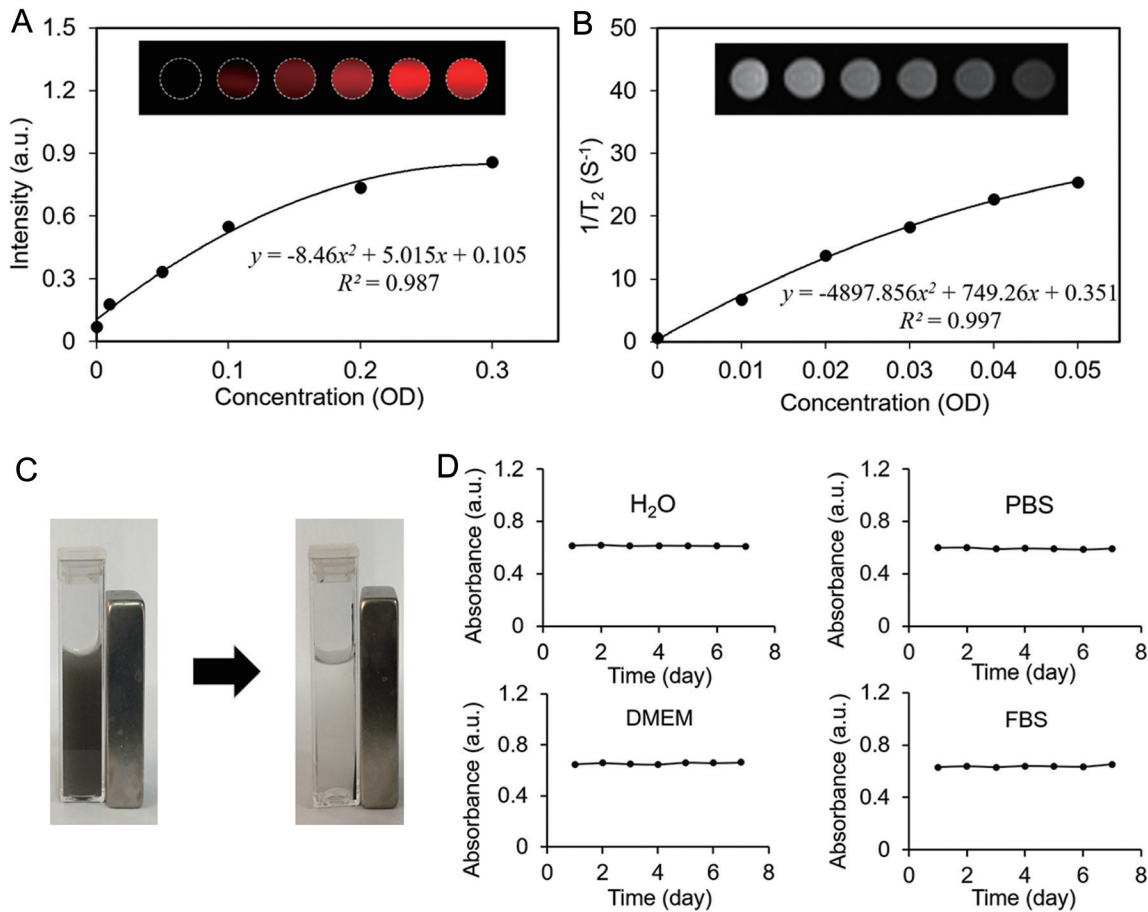 A
1.5
1.2
0.9
0.6
0.3
0
Intensity (a.u.)
y = -8.46x² + 5.015x + 0.105
R² = 0.987
0 0.1 0.2 0.3
Concentration (OD)
B
50
40
30
20
10
0
1/T₂ (S⁻¹)
y = -4897.856x² + 749.26x + 0.351
R² = 0.997
0 0.01 0.02 0.03 0.04 0.05
Concentration (OD)
C
D
1.2
0.8
0.4
0
Absorbance (a.u.)
H₂O
0 2 4 6 8
Time (day)
1.2
0.8
0.4
0
Absorbance (a.u.)
PBS
0 2 4 6 8
Time (day)
1.2
0.8
0.4
0
Absorbance (a.u.)
DMEM
0 2 4 6 8
Time (day)
1.2
0.8
0.4
0
Absorbance (a.u.)
FBS
0 2 4 6 8
Time (day)